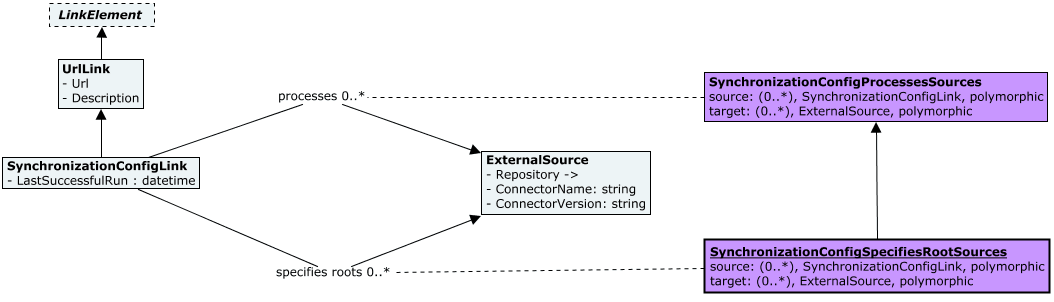 LinkElement
UrlLink
- Url
- Description
SynchronizationConfigLink
- LastSuccessfulRun : datetime
processes 0..*
specifies roots 0..*
ExternalSource
- Repository ->
- ConnectorName: string
- ConnectorVersion: string
SynchronizationConfigProcessesSources
source: (0..*), SynchronizationConfigLink, polymorphic
target: (0..*), ExternalSource, polymorphic
SynchronizationConfigSpecifiesRootSources
source: (0..*), SynchronizationConfigLink, polymorphic
target: (0..*), ExternalSource, polymorphic